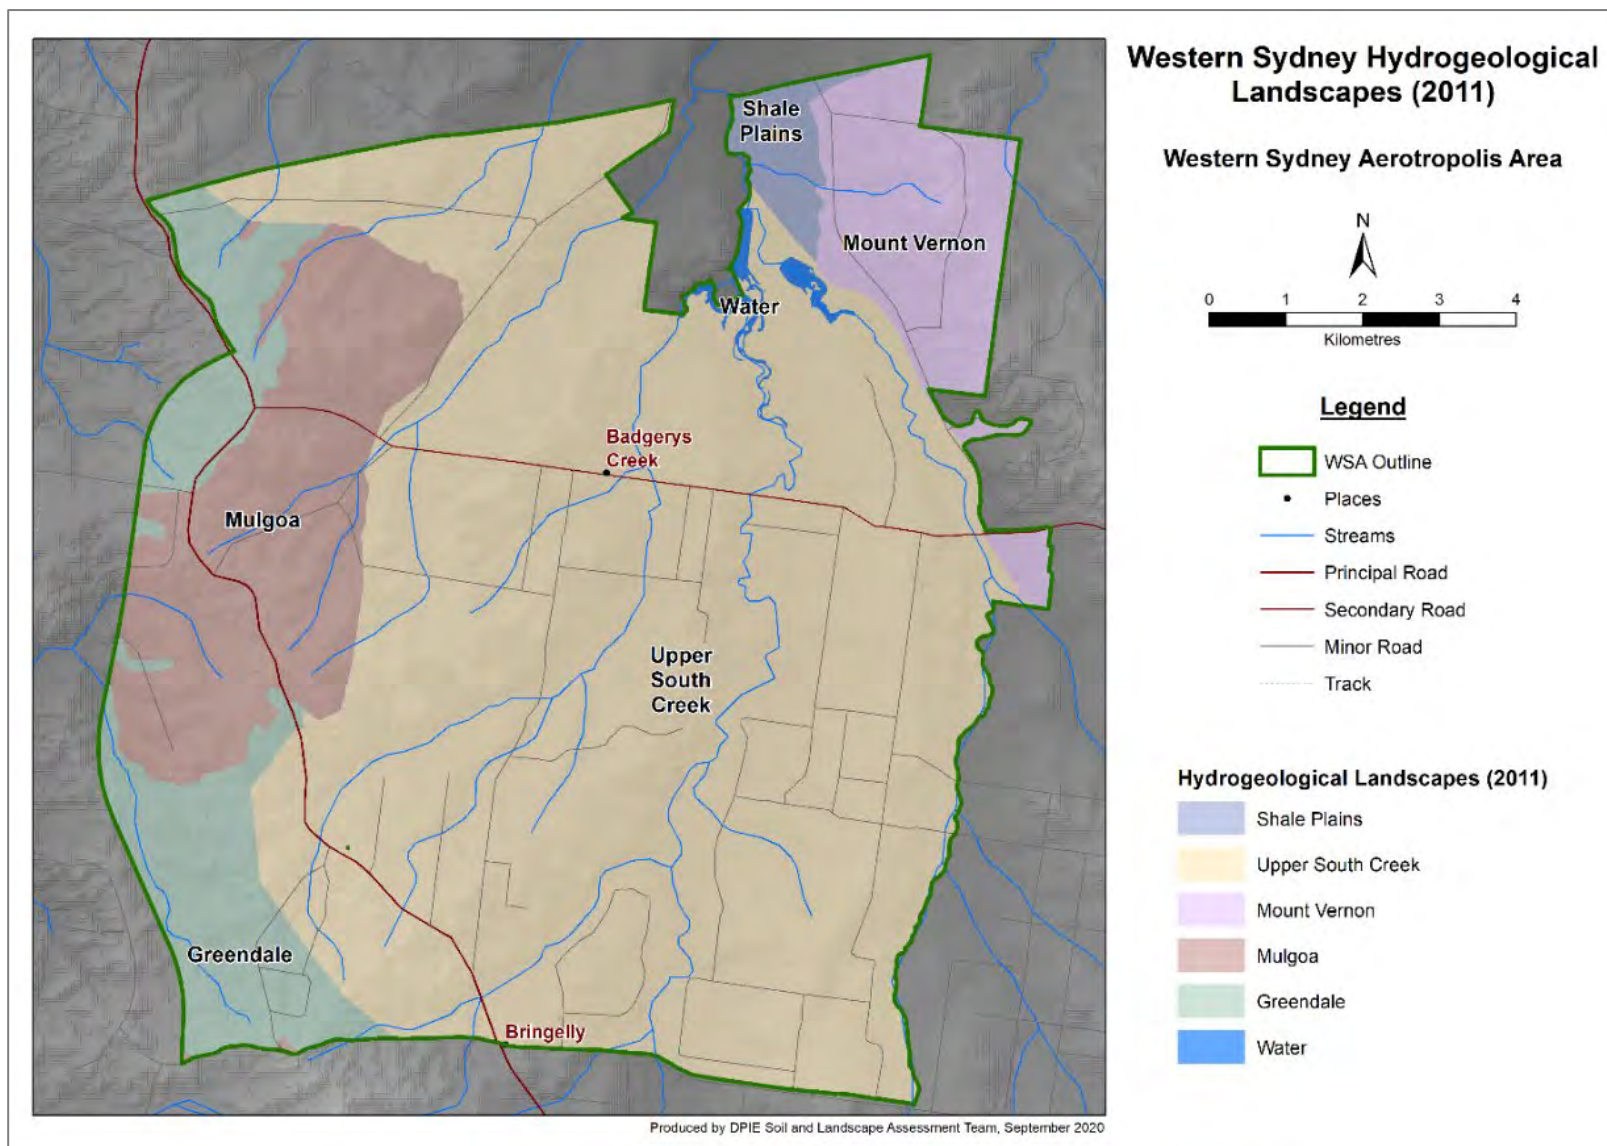 Western Sydney Hydrogeological
Landscapes (2011)
Western Sydney Aerotropolis Area
N
0 1 2 3 4
Kilometres
Legend
WSA Outline
Places
Streams
Principal Road
Secondary Road
Minor Road
Track
Hydrogeological Landscapes (2011)
Shale Plains
Upper South Creek
Mount Vernon
Mulgoa
Greendale
Water
Shale
Plains
Mount Vernon
Water
Badgerys
Creek
Mulgoa
Upper
South
Creek
Greendale
Bringelly
Produced by DPIE Soil and Landscape Assessment Team, September 2020